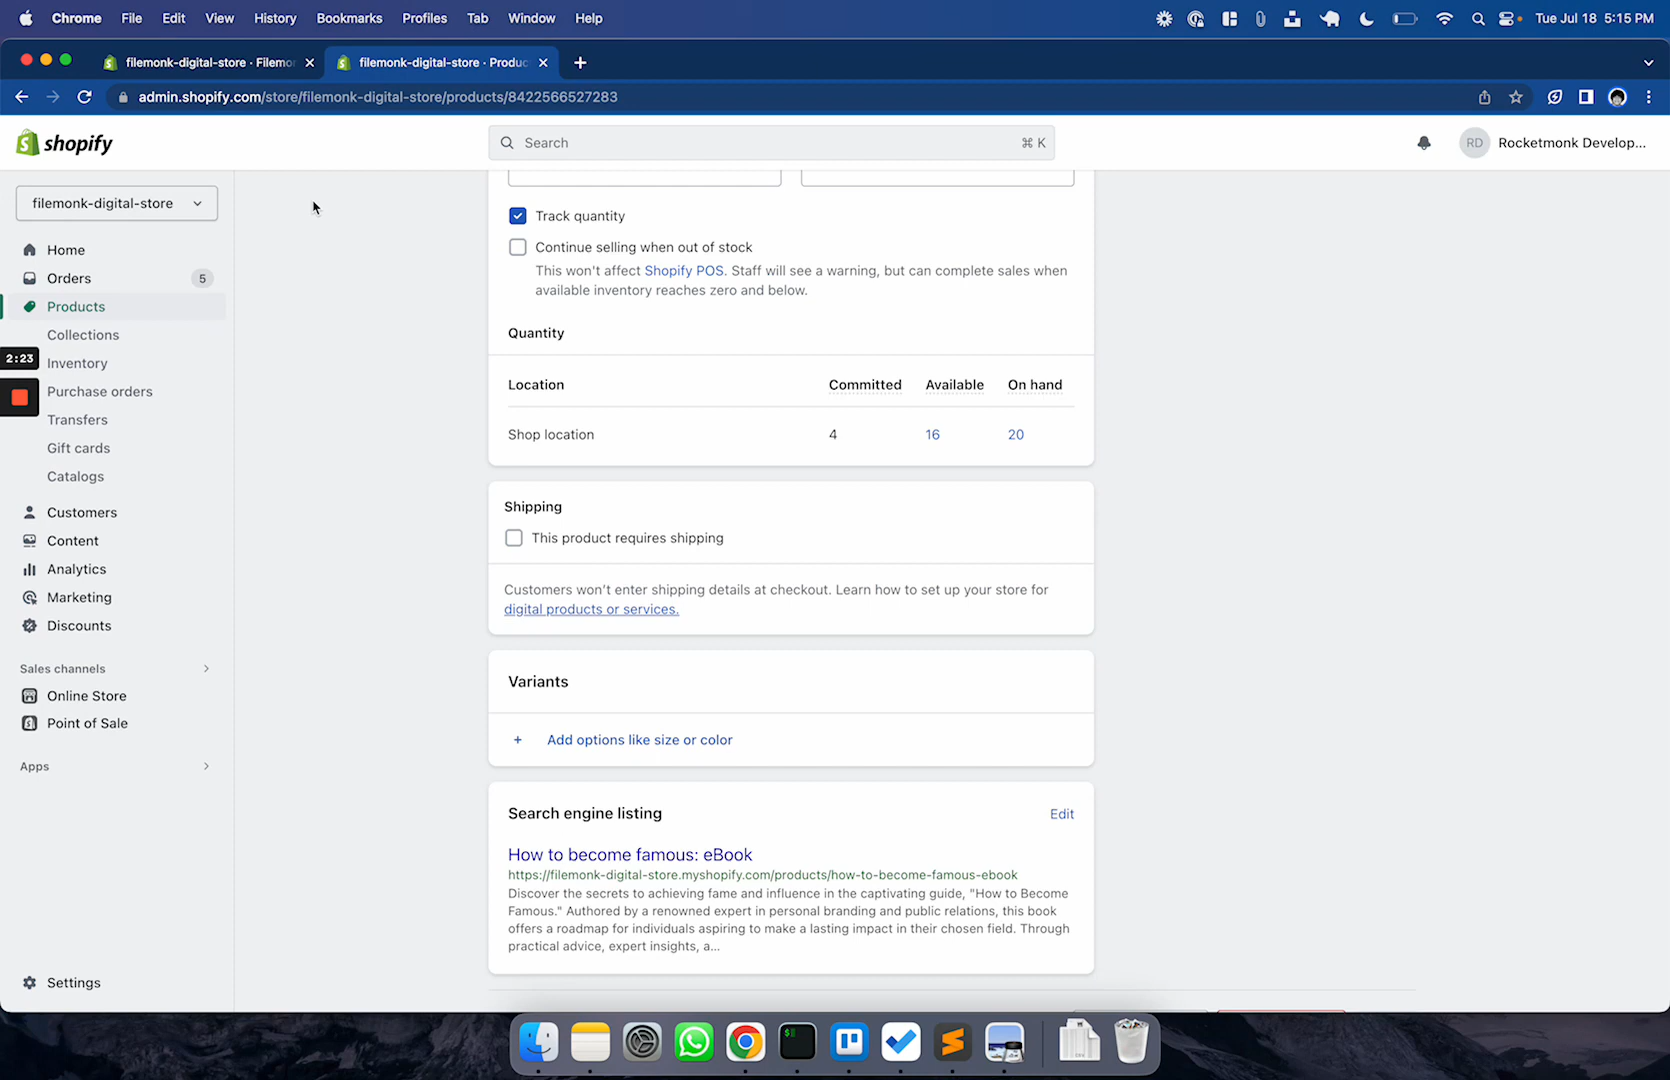 Chrome File Edit View History Bookmarks Profiles Tab Window Help Tue Jul 18 5:15 PM
filemonk-digital-store · Filemo filemonk-digital-store · Produc
admin.shopify.com/store/filemonk-digital-store/products/8422566527283
shopify Search ⌘ K RD Rocketmonk Develop...
filemonk-digital-store
Home
Orders 5
Products
Collections
2:23
Inventory
Purchase orders
Transfers
Gift cards
Catalogs
Customers
Content
Analytics
Marketing
Discounts
Sales channels
Online Store
Point of Sale
Apps
Settings
Track quantity
Continue selling when out of stock
This won't affect Shopify POS. Staff will see a warning, but can complete sales when
available inventory reaches zero and below.
Quantity
Location Committed Available On hand
Shop location 4 16 20
Shipping
This product requires shipping
Customers won’t enter shipping details at checkout. Learn how to set up your store for
digital products or services.
Variants
+ Add options like size or color
Search engine listing Edit
How to become famous: eBook
https://filemonk-digital-store.myshopify.com/products/how-to-become-famous-ebook
Discover the secrets to achieving fame and influence in the captivating guide, "How to Become
Famous." Authored by a renowned expert in personal branding and public relations, this book
offers a roadmap for individuals aspiring to make a lasting impact in their chosen field. Through
practical advice, expert insights, a...